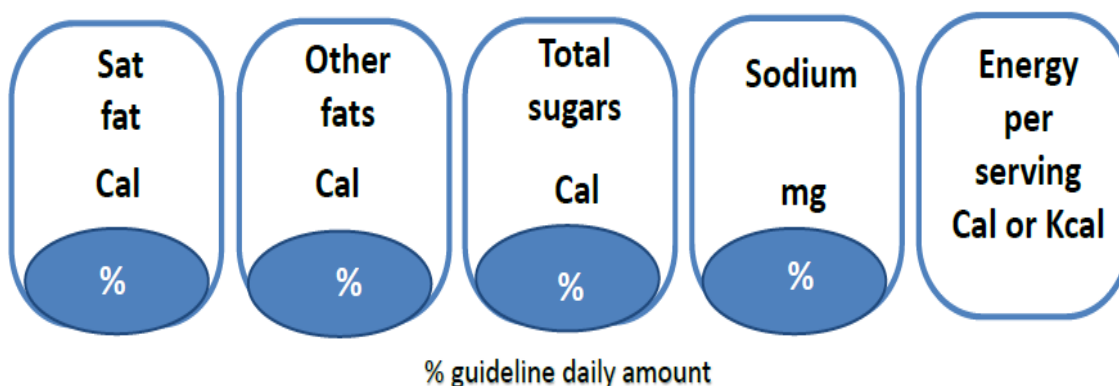 Sat
fat
Cal
%
Other
fats
Cal
%
Total
sugars
Cal
%
Sodium
mg
%
Energy
per
serving
Cal or Kcal
% guideline daily amount